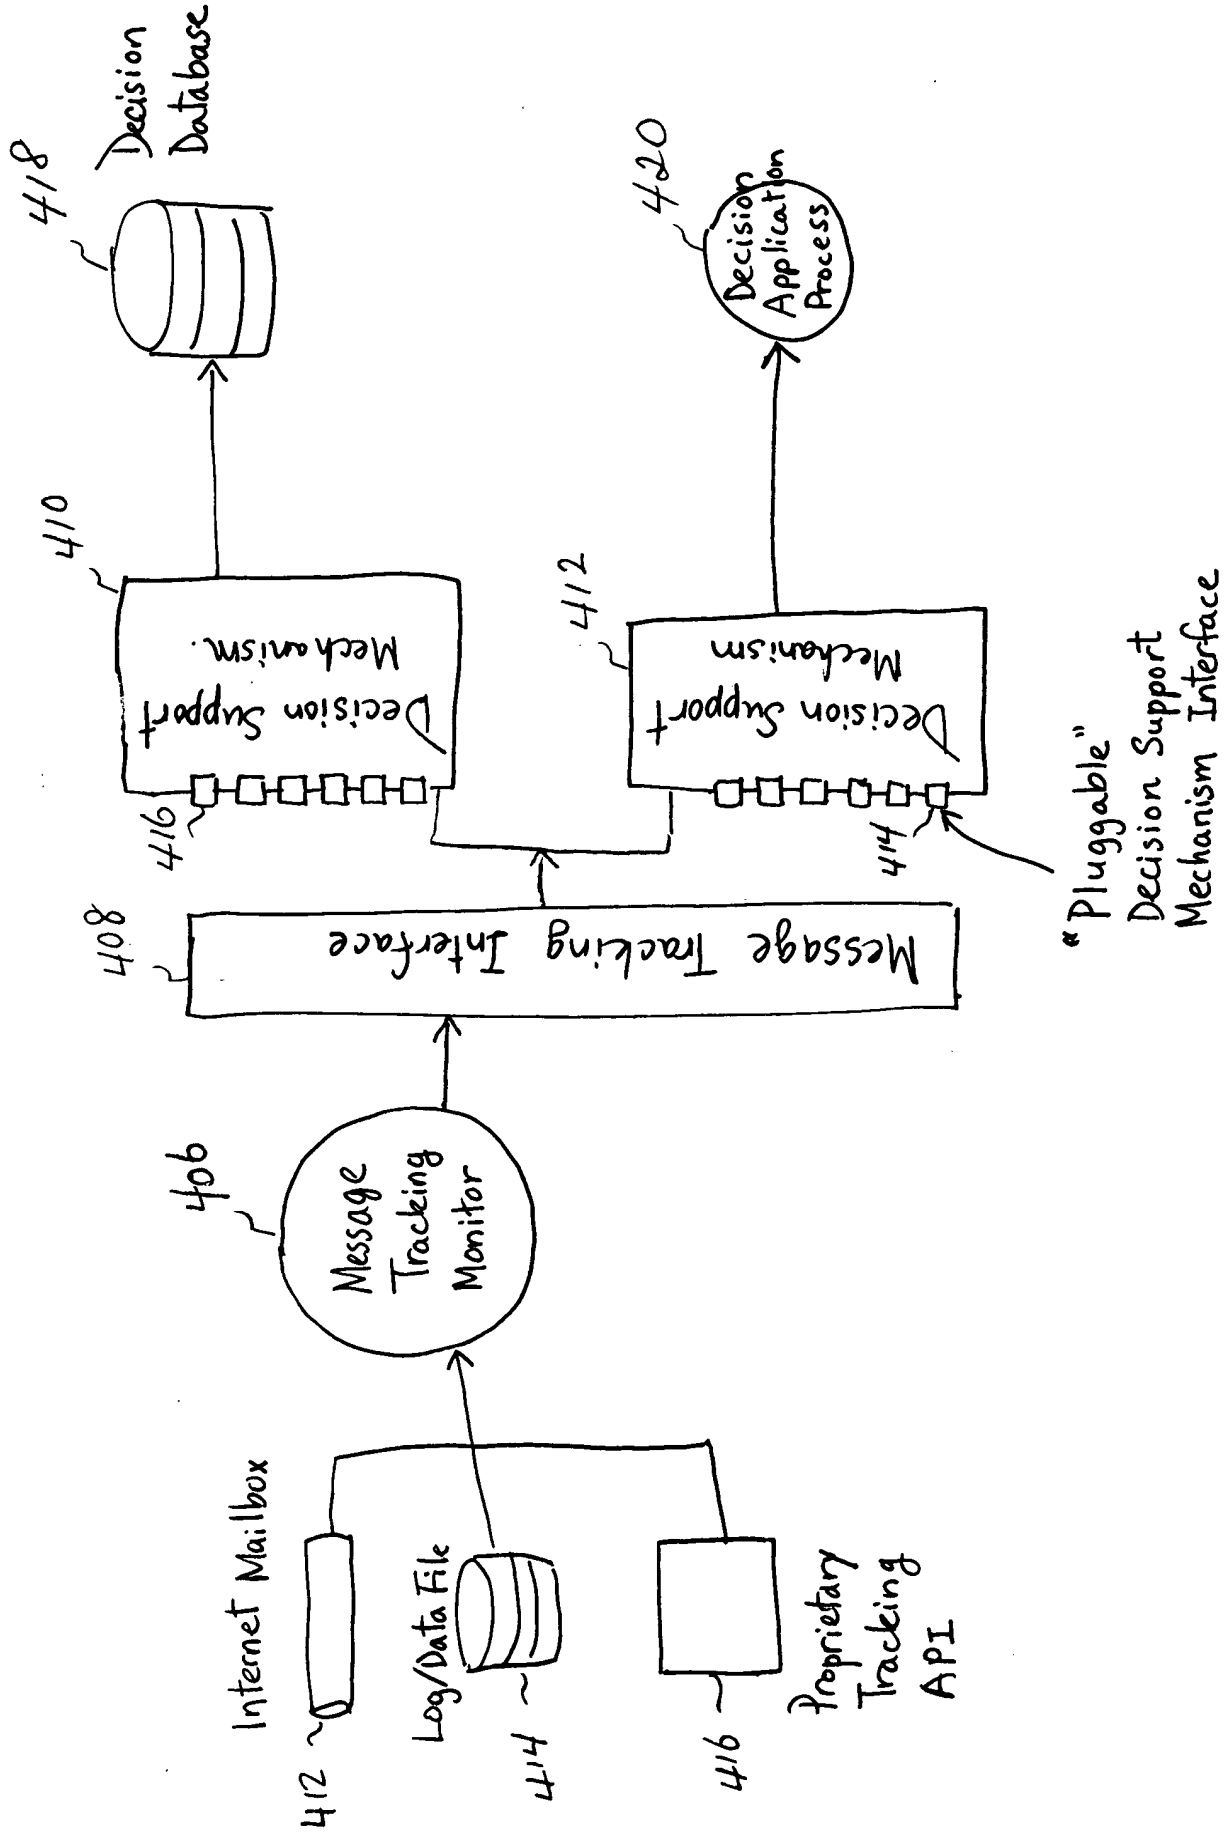 412
Internet Mailbox
Log/Data File
414
416
Proprietary
Tracking
API
406
Message
Tracking
Monitor
408
Message Tracking Interface
416
410
Decision Support
Mechanism.
414
412
Decision Support
Mechanism
"Pluggable"
Decision Support
Mechanism Interface
418
Decision
Database
420
Decision
Application
Process